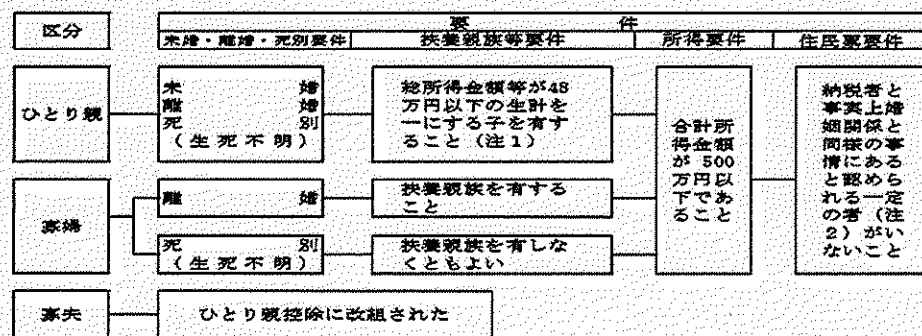 区分
要件
未婚・離婚・死別要件
扶養親族等要件
所得要件
住民票要件
ひとり親
未婚
離婚
死別
（生死不明）
総所得金額等が48
万円以下の生計を
一にする子を有す
ること（注1）
合計所
得金額
が 500
万円以
下であ
ること
納税者と
事実上婚
姻関係と
同様の事
情にある
と認めら
れる一定
の者（注
2）がい
ないこと
寡婦
離婚
扶養親族を有する
こと
死別
（生死不明）
扶養親族を有しな
くともよい
寡夫
ひとり親控除に改組された